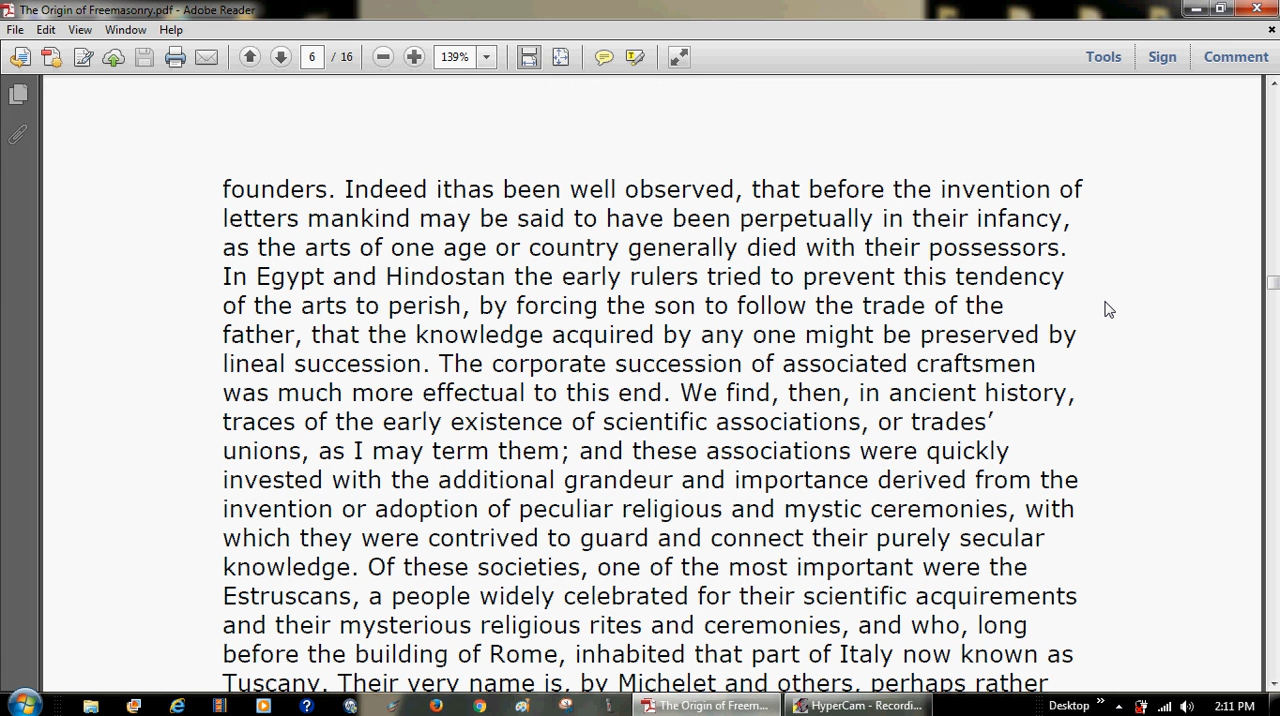 The Origin of Freemasonry.pdf - Adobe Reader
File Edit View Window Help
6 / 16 139% Tools Sign Comment
founders. Indeed ithas been well observed, that before the invention of
letters mankind may be said to have been perpetually in their infancy,
as the arts of one age or country generally died with their possessors.
In Egypt and Hindostan the early rulers tried to prevent this tendency
of the arts to perish, by forcing the son to follow the trade of the
father, that the knowledge acquired by any one might be preserved by
lineal succession. The corporate succession of associated craftsmen
was much more effectual to this end. We find, then, in ancient history,
traces of the early existence of scientific associations, or trades’
unions, as I may term them; and these associations were quickly
invested with the additional grandeur and importance derived from the
invention or adoption of peculiar religious and mystic ceremonies, with
which they were contrived to guard and connect their purely secular
knowledge. Of these societies, one of the most important were the
Estruscans, a people widely celebrated for their scientific acquirements
and their mysterious religious rites and ceremonies, and who, long
before the building of Rome, inhabited that part of Italy now known as
Tuscany. Their very name is, by Michelet and others, perhaps rather
The Origin of Freem... HyperCam - Recordi... Desktop 2:11 PM